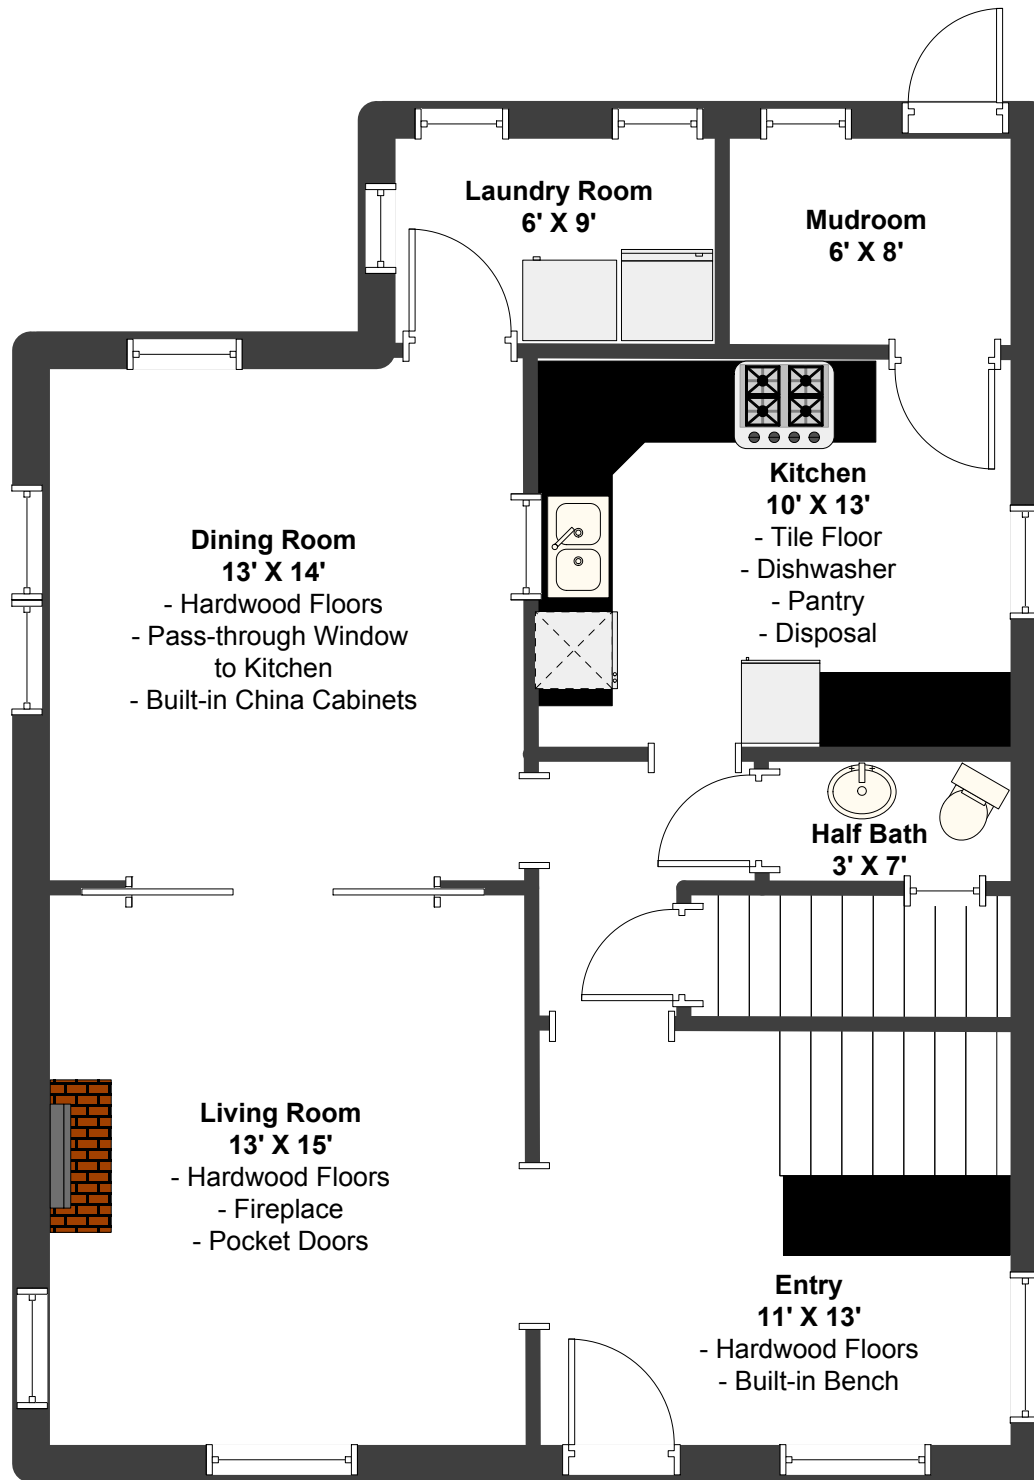 Laundry Room
6' X 9'
Mudroom
6' X 8'
Kitchen
10' X 13'
- Tile Floor
- Dishwasher
- Pantry
- Disposal
Dining Room
13' X 14'
- Hardwood Floors
- Pass-through Window
to Kitchen
- Built-in China Cabinets
Half Bath
3' X 7'
Living Room
13' X 15'
- Hardwood Floors
- Fireplace
- Pocket Doors
Entry
11' X 13'
- Hardwood Floors
- Built-in Bench